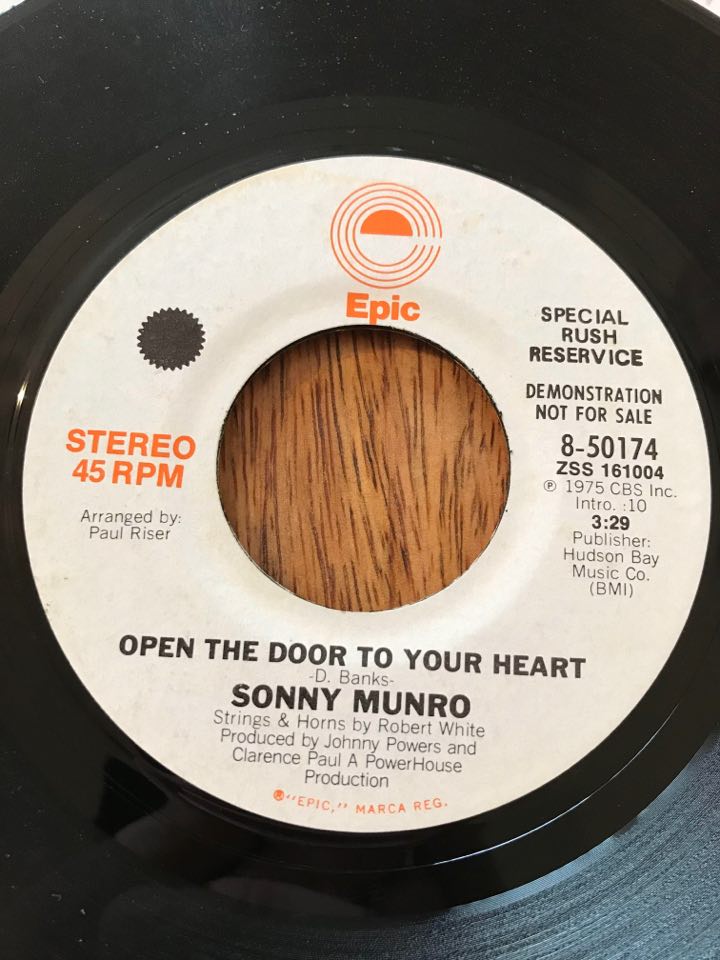 Epic
SPECIAL
RUSH
RESERVICE
DEMONSTRATION
NOT FOR SALE
STEREO
45 RPM
8-50174
ZSS 161004
℗ 1975 CBS Inc.
Intro. :10
3:29
Publisher:
Hudson Bay
Music Co.
(BMI)
Arranged by:
Paul Riser
OPEN THE DOOR TO YOUR HEART
-D. Banks-
SONNY MUNRO
Strings & Horns by Robert White
Produced by Johnny Powers and
Clarence Paul A PowerHouse
Production
®"EPIC," MARCA REG.